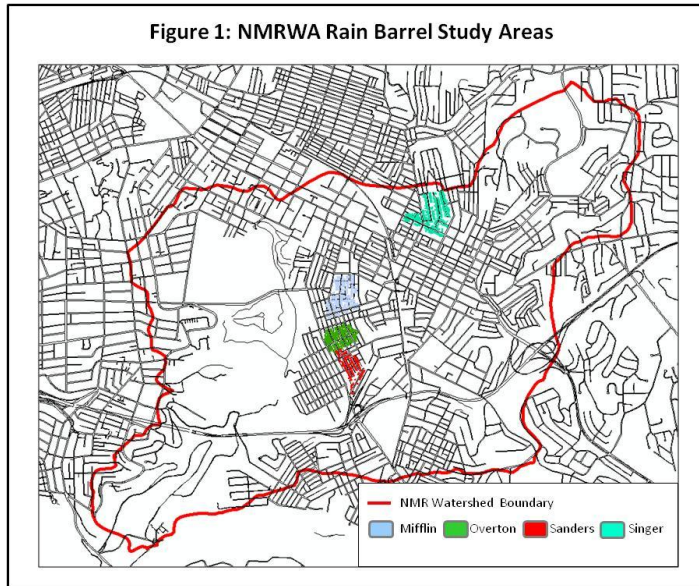 Figure 1: NMRWA Rain Barrel Study Areas
NMR Watershed Boundary
Mifflin Overton Sanders Singer